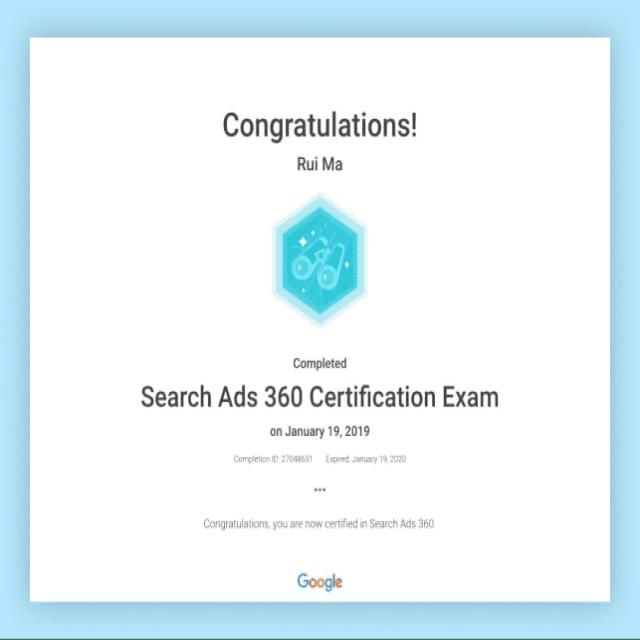 Congratulations!
Rui Ma
Completed
Search Ads 360 Certification Exam
on January 19, 2019
Completion ID: 27048651 Expired: January 19, 2020
...
Congratulations, you are now certified in Search Ads 360.
Google